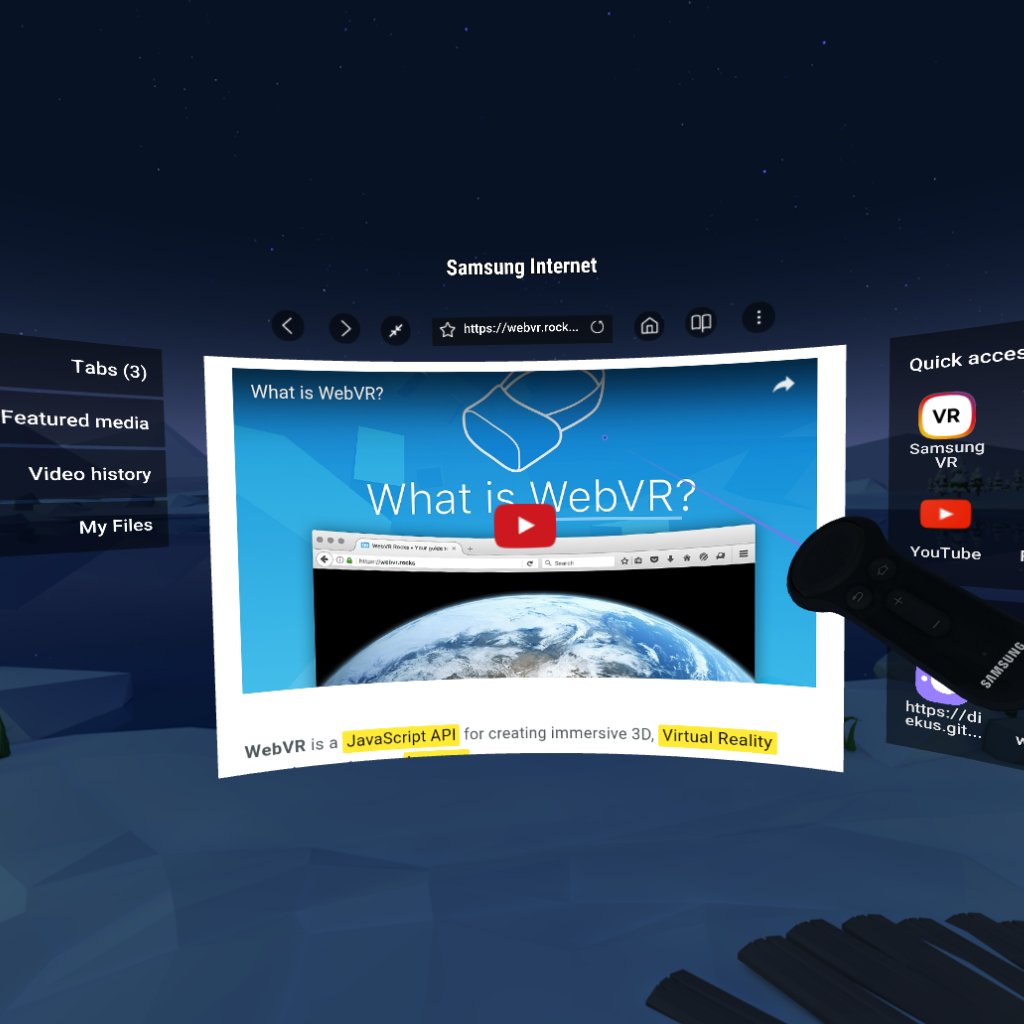 Samsung Internet
https://webvr.rock...
Tabs (3)
Featured media
Video history
My Files
What is WebVR?
What is WebVR?
WebVR Rocks • Your guide t
https://webvr.rocks
Search
WebVR is a JavaScript API for creating immersive 3D, Virtual Reality
Quick acces
VR
Samsung
VR
YouTube
SAMSUNG
https://di
ekus.git...
w